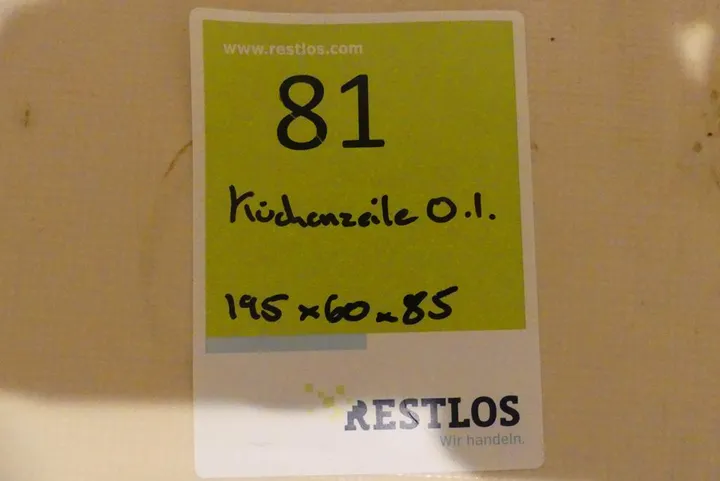 www.restlos.com
81
Küchenzeile O.I.
195 x 60 x 85
RESTLOS
Wir handeln.